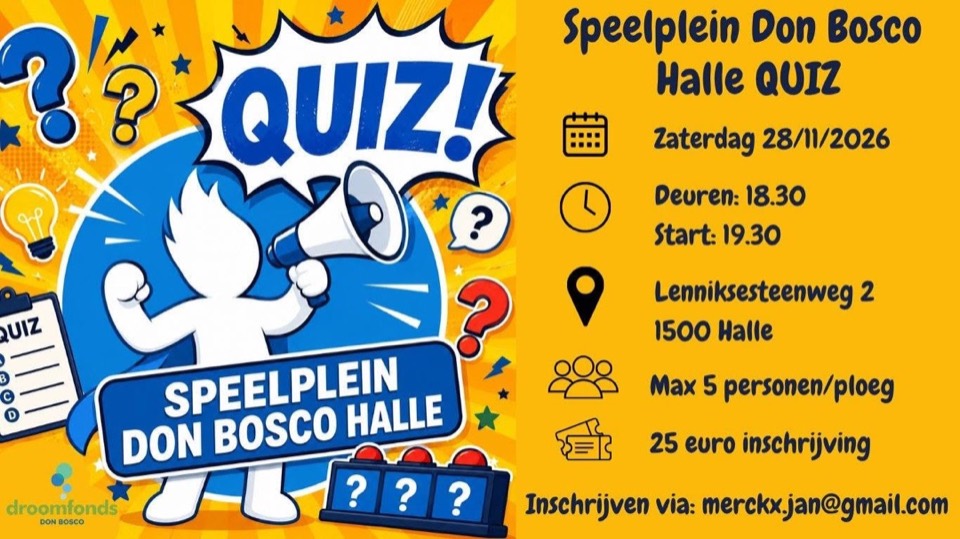 QUIZ!
?
?
?
?
QUIZ
A
B
C
D
SPEELPLEIN
DON BOSCO HALLE
? ? ?
droomfonds
DON BOSCO
Speelplein Don Bosco
Halle QUIZ
Zaterdag 28/11/2026
Deuren: 18.30
Start: 19.30
Lenniksesteenweg 2
1500 Halle
Max 5 personen/ploeg
25 euro inschrijving
Inschrijven via: merckx.jan@gmail.com